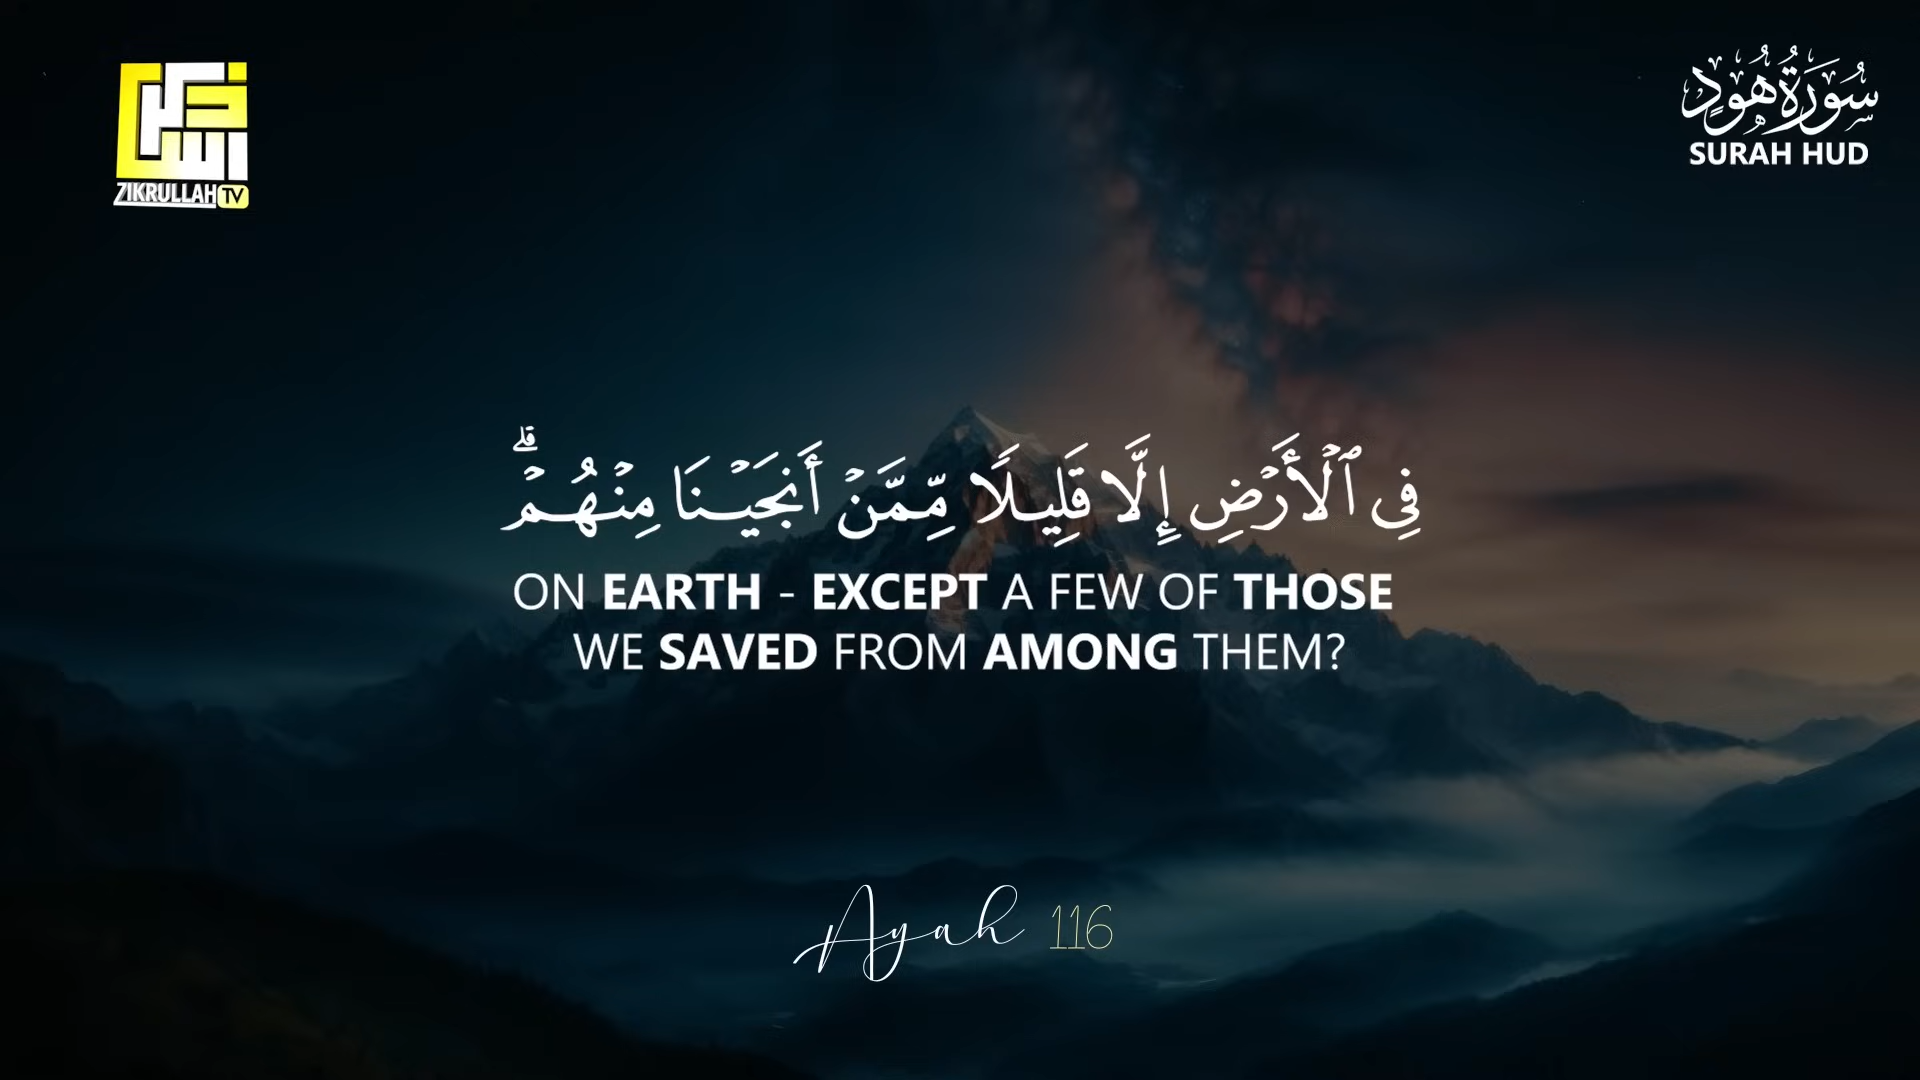 ZIKRULLAH TV
سُورَةُ هُودٍ
SURAH HUD
فِى ٱلْأَرْضِ إِلَّا قَلِيلًا مِّمَّنْ أَنجَيْنَا مِنْهُمْ ۗ
ON EARTH - EXCEPT A FEW OF THOSE
WE SAVED FROM AMONG THEM?
Ayah 116